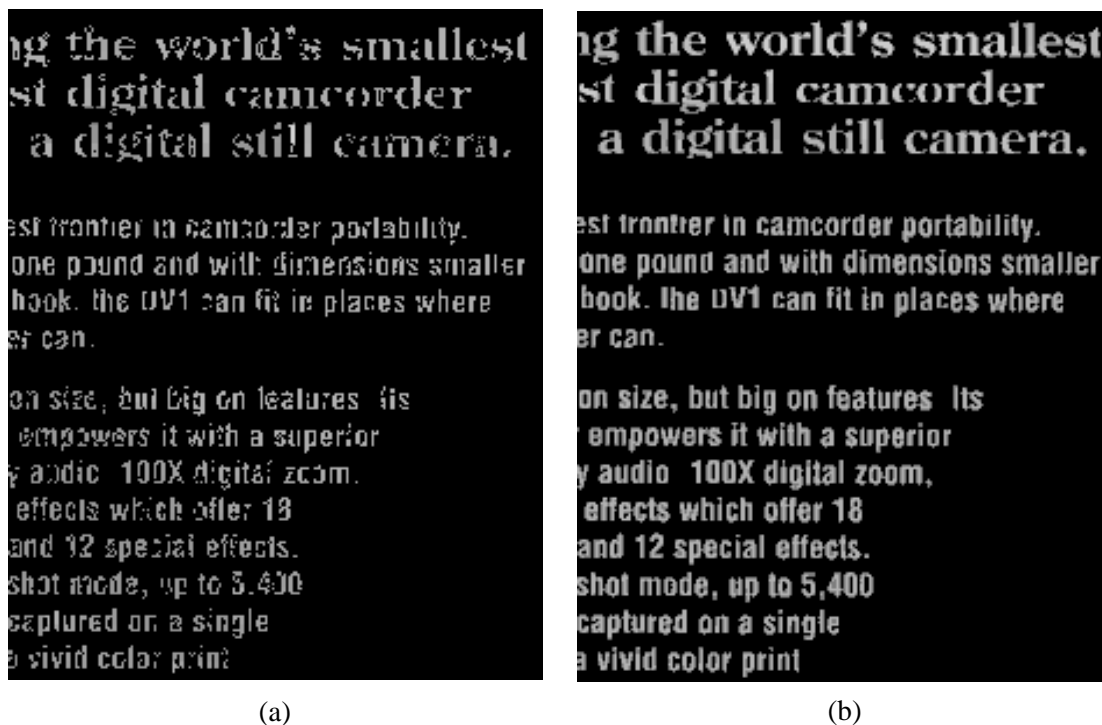 ng the world's smallest
st digital camcorder
a digital still camera.
est frontier in camcorder portability.
one pound and with dimensions smaller
book. the DV1 can fit in places where
er can.
on size, but big on features Its
empowers it with a superior
y audio 100X digital zoom.
effects which offer 18
and 12 special effects.
shot mode, up to 5.400
captured on a single
a vivid color print
(a)
ng the world's smallest
st digital camcorder
a digital still camera.
est frontier in camcorder portability.
one pound and with dimensions smaller
book. the DV1 can fit in places where
er can.
on size, but big on features Its
empowers it with a superior
y audio 100X digital zoom,
effects which offer 18
and 12 special effects.
shot mode, up to 5,400
captured on a single
a vivid color print
(b)